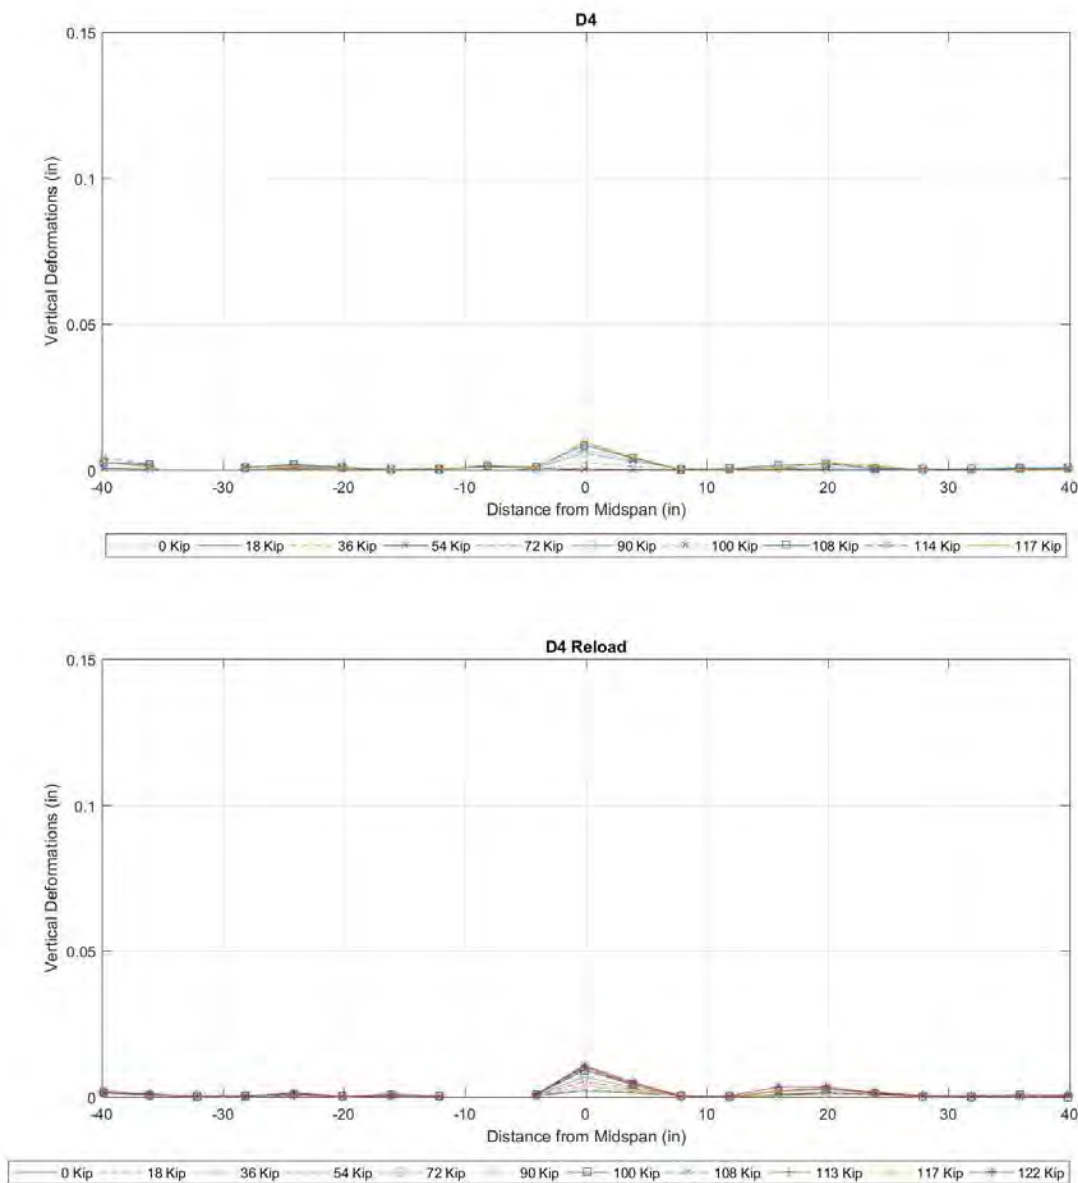 D4
0.15
0.1
0.05
0
Vertical Deformations (in)
-40 -30 -20 -10 0 10 20 30 40
Distance from Midspan (in)
0 Kip 18 Kip 36 Kip 54 Kip 72 Kip 90 Kip 100 Kip 108 Kip 114 Kip 117 Kip
D4 Reload
0.15
0.1
0.05
0
Vertical Deformations (in)
-40 -30 -20 -10 0 10 20 30 40
Distance from Midspan (in)
0 Kip 18 Kip 36 Kip 54 Kip 72 Kip 90 Kip 100 Kip 108 Kip 113 Kip 117 Kip 122 Kip